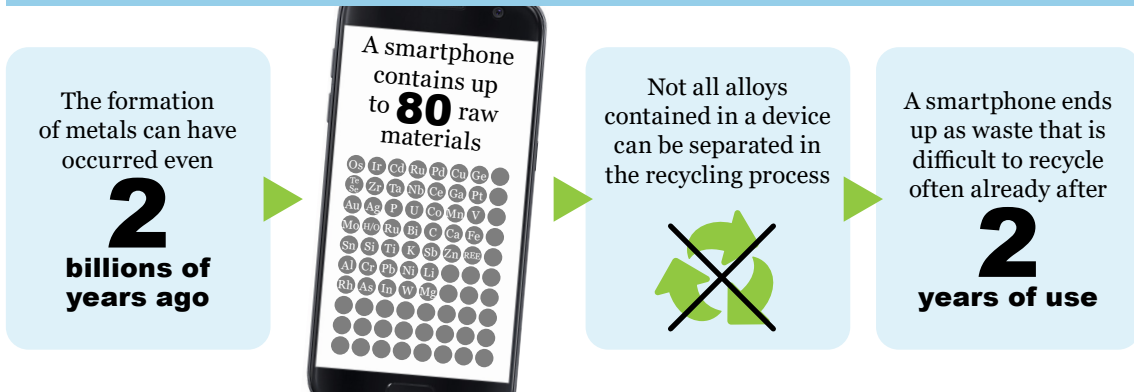 The formation
of metals can have
occurred even
2
billions of
years ago
A smartphone
contains up
to 80 raw
materials
Os Ir Cd Ru Pd Cu Ge
Te Se Zr Ta Nb Ce Ga Pt
Au Ag P U Co Mn V
Mo H/O Ru Bi C Ca Fe
Sn Si Ti K Sb Zn REE
Al Cr Pb Ni Li
Rh As In W Mg
Not all alloys
contained in a device
can be separated in
the recycling process
A smartphone ends
up as waste that is
difficult to recycle
often already after
2
years of use